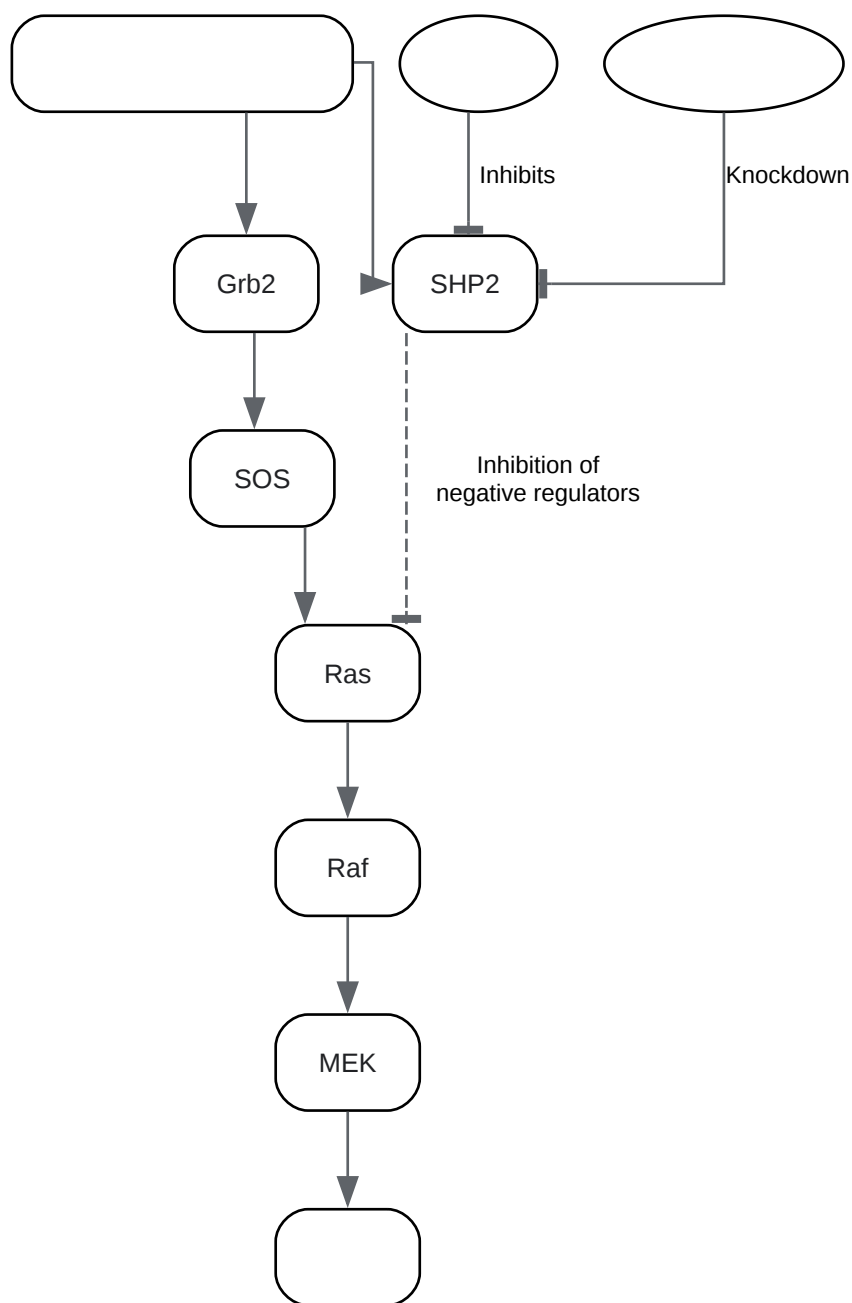 Inhibits
Knockdown
Grb2
SHP2
SOS
Inhibition of
negative regulators
Ras
Raf
MEK